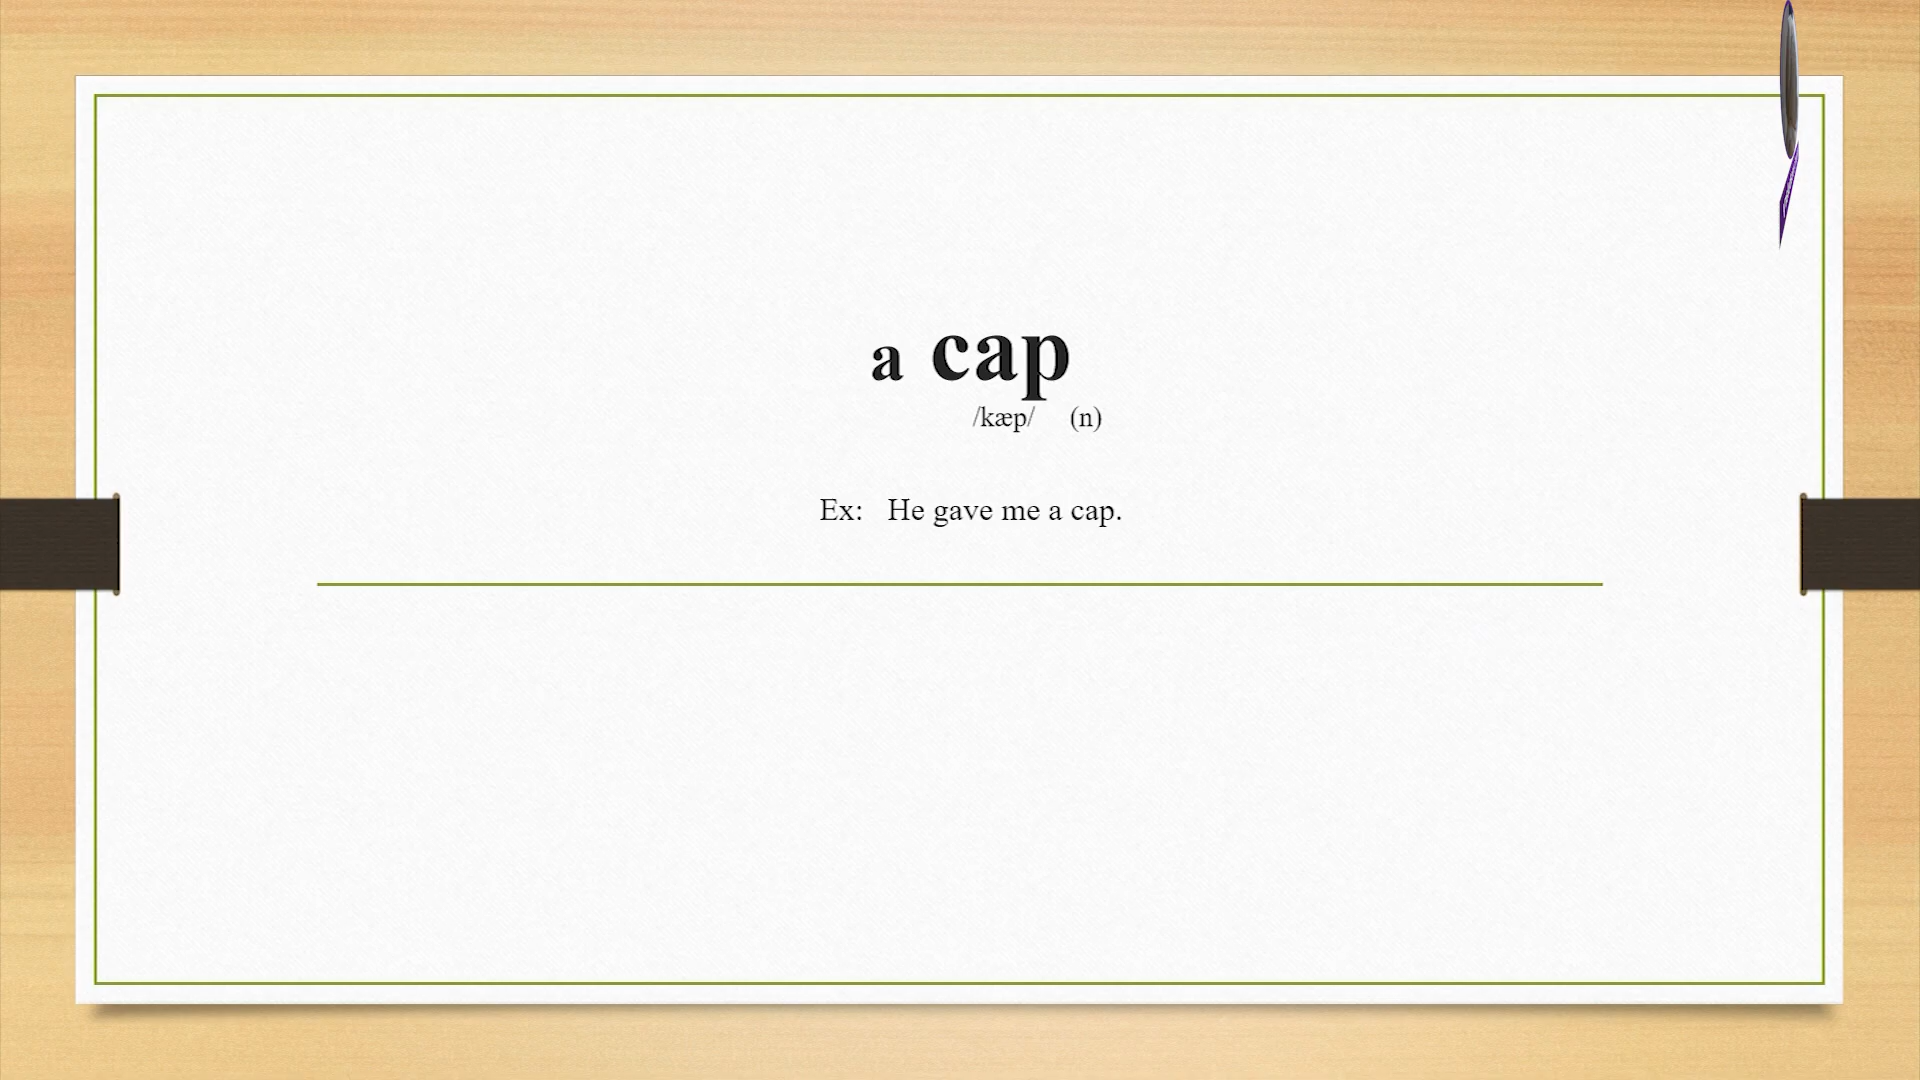 a cap
/kæp/ (n)
Ex: He gave me a cap.